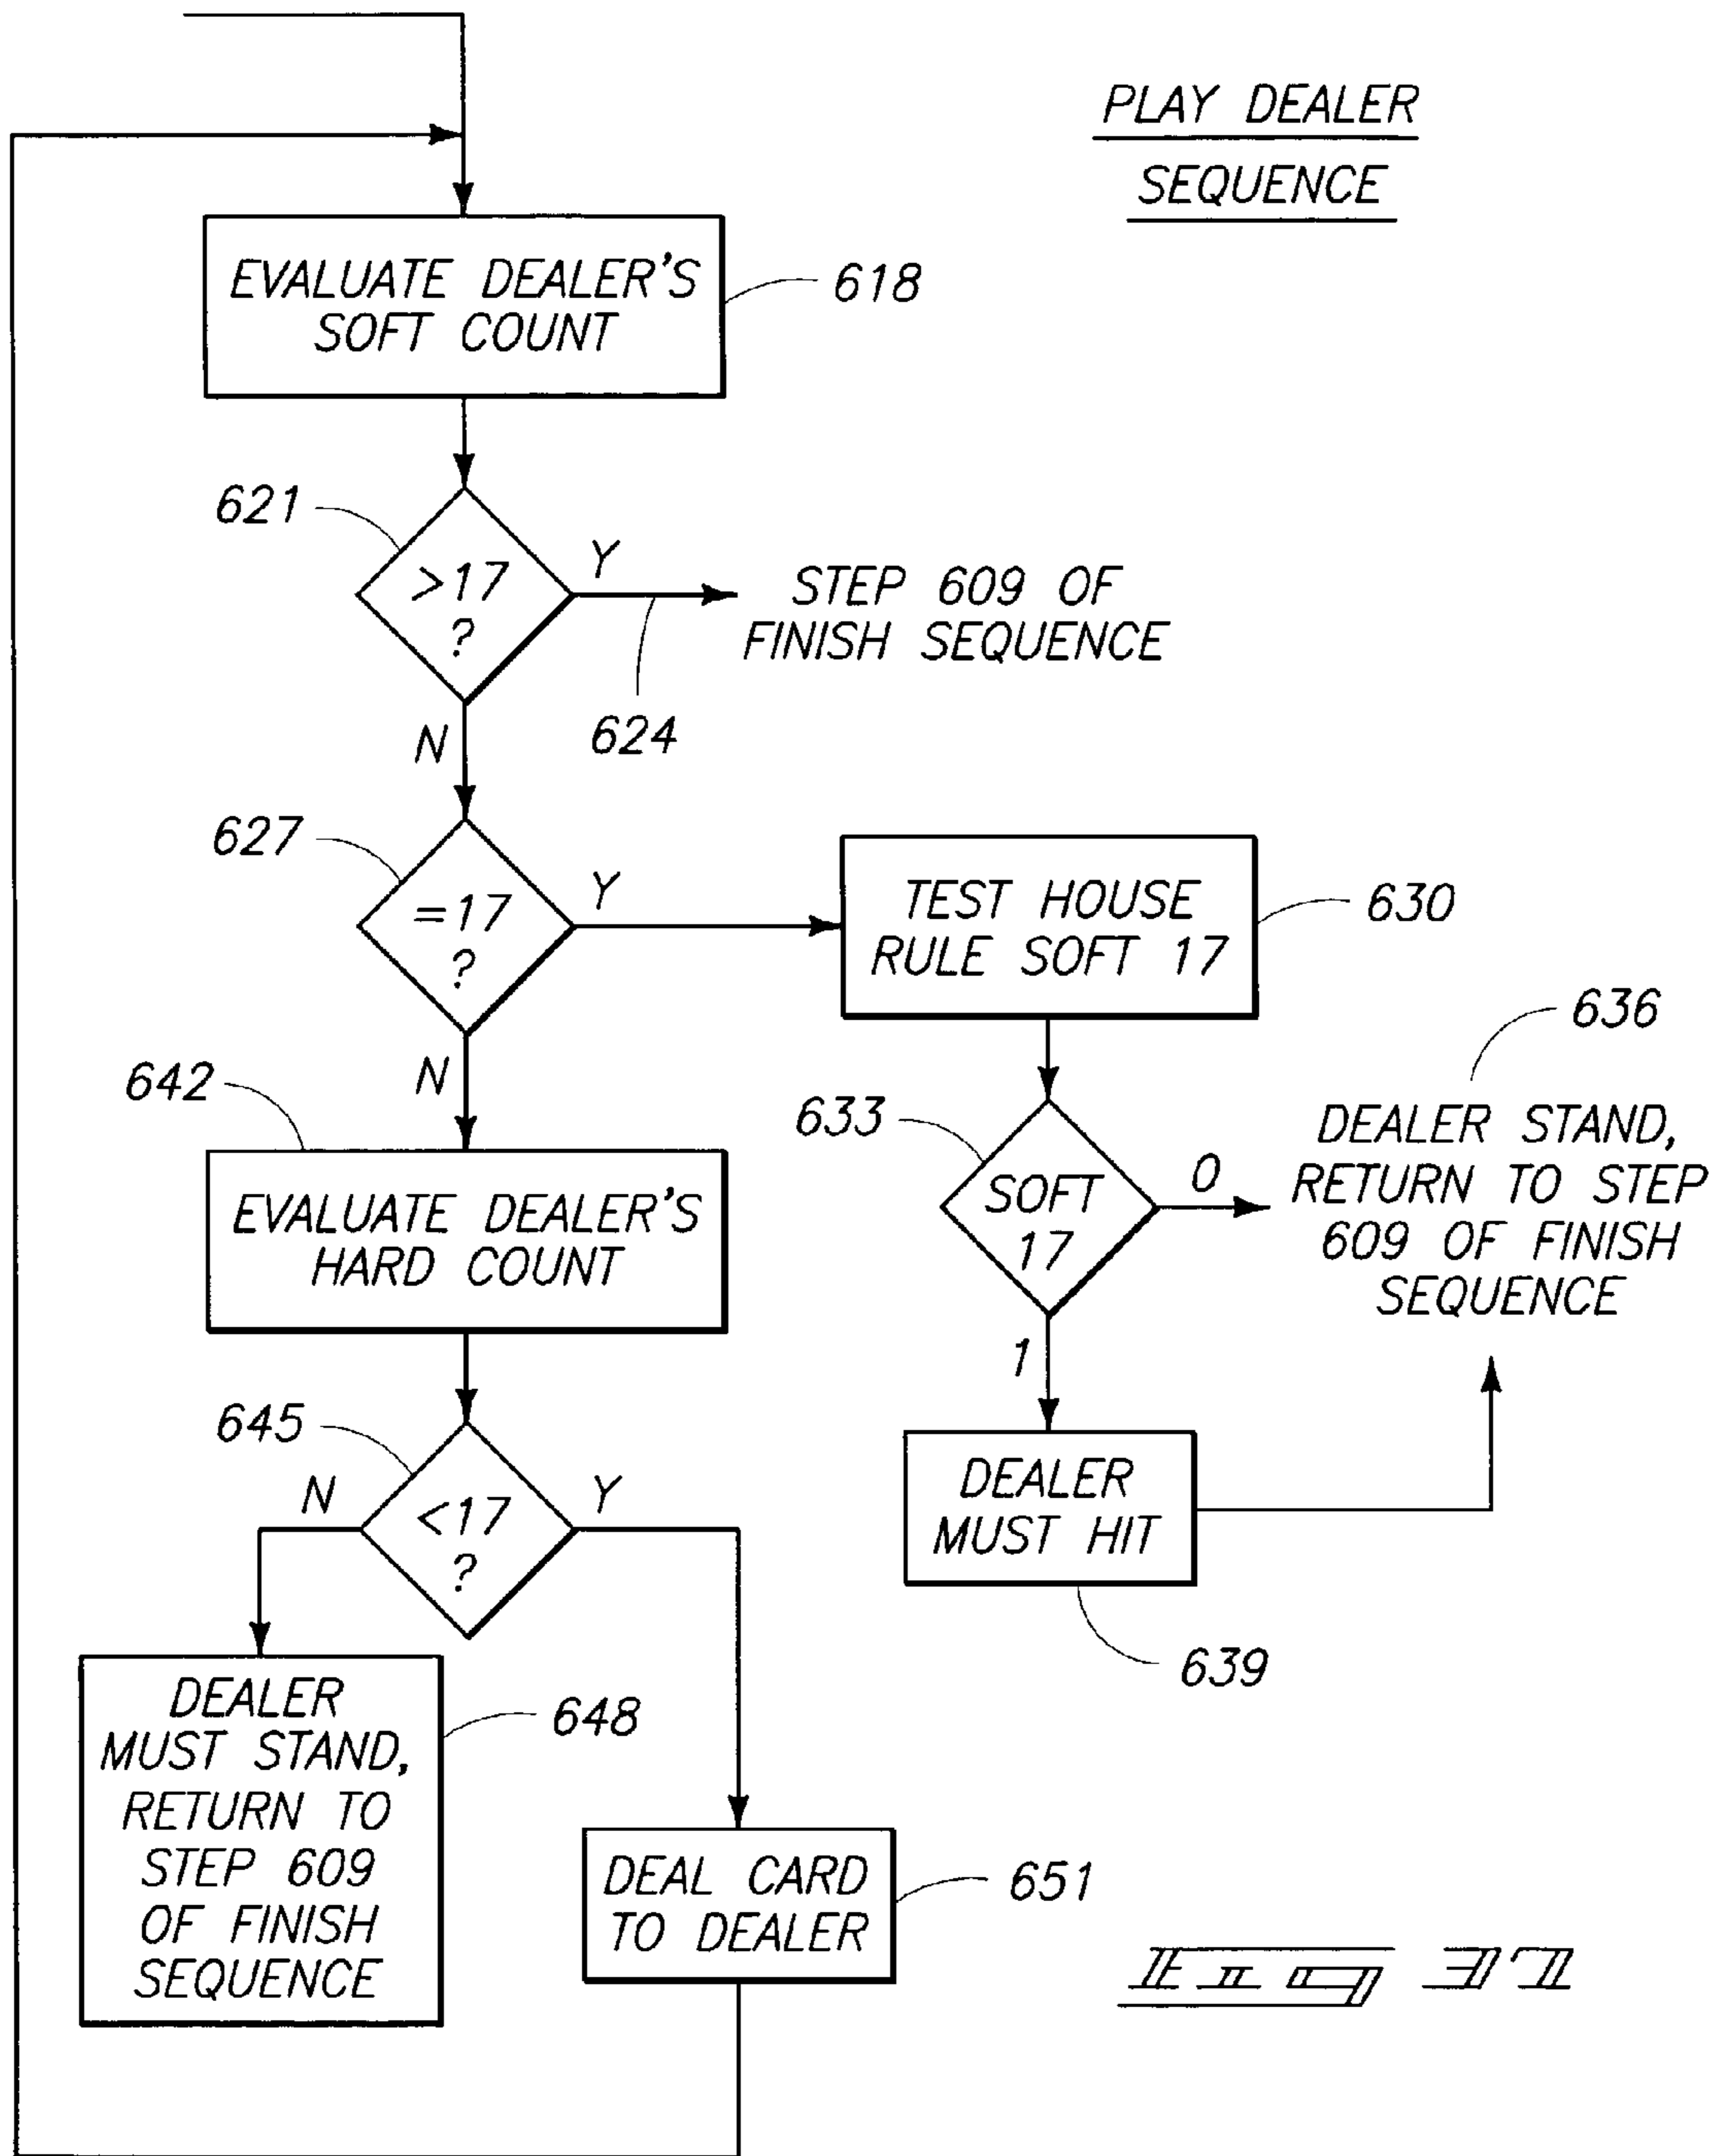 PLAY DEALER
SEQUENCE
EVALUATE DEALER'S
SOFT COUNT
618
621
>17
?
Y
STEP 609 OF
FINISH SEQUENCE
624
N
627
=17
?
Y
TEST HOUSE
RULE SOFT 17
630
636
N
642
633
SOFT
17
0
DEALER STAND,
RETURN TO STEP
609 OF FINISH
SEQUENCE
EVALUATE DEALER'S
HARD COUNT
1
645
<17
?
N
Y
DEALER
MUST HIT
639
DEALER
MUST STAND,
RETURN TO
STEP 609
OF FINISH
SEQUENCE
648
DEAL CARD
TO DEALER
651
Fig 37